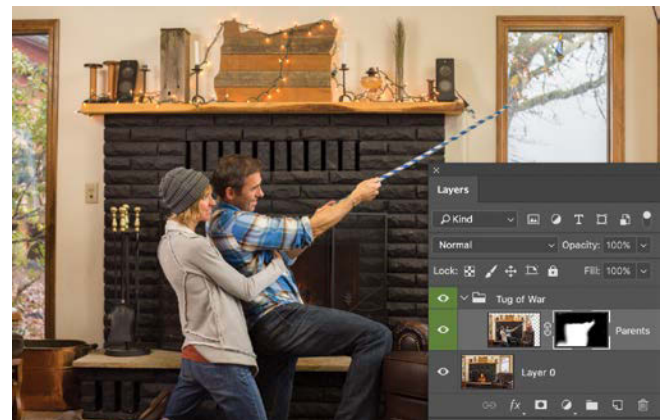 Layers
Kind
Normal Opacity: 100%
Lock: Fill: 100%
Tug of War
Parents
Layer 0
fx